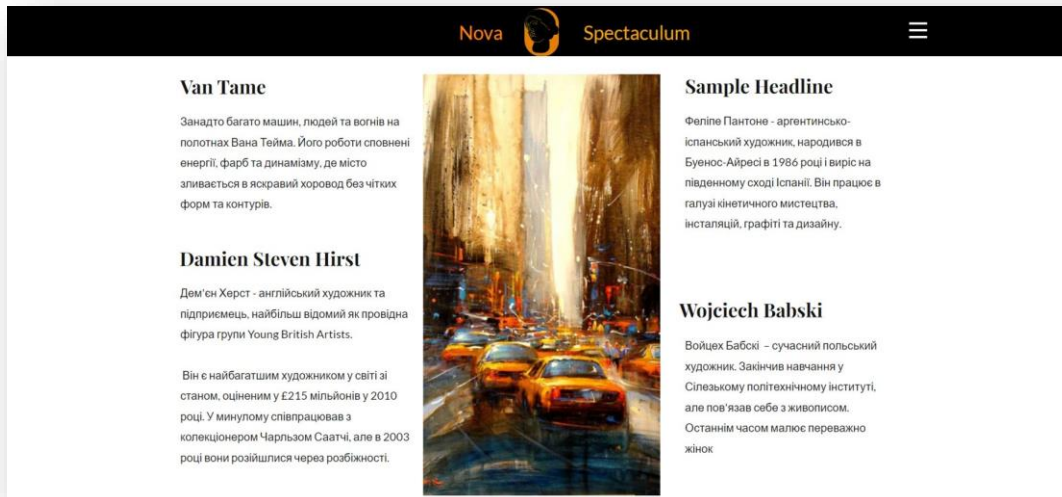 Nova Spectaculum
Van Tame
Занадто багато машин, людей та вогнів на
полотнах Вана Тейма. Його роботи сповнені
енергії, фарб та динамізму, де місто
зливається в яскравий хоровод без чітких
форм та контурів.
Damien Steven Hirst
Дем'єн Херст - англійський художник та
підприємець, найбільш відомий як провідна
фігура групи Young British Artists.
Він є найбагатшим художником у світі зі
станом, оціненим у £215 мільйонів у 2010
році. У минулому співпрацював з
колекціонером Чарльзом Саатчі, але в 2003
році вони розійшлися через розбіжності.
Sample Headline
Феліпе Пантоне - аргентинсько-
іспанський художник, народився в
Буенос-Айресі в 1986 році і виріс на
південному сході Іспанії. Він працює в
галузі кінетичного мистецтва,
інсталяцій, графіті та дизайну.
Wojciech Babski
Войцех Бабскі – сучасний польський
художник. Закінчив навчання у
Сілезькому політехнічному інституті,
але пов'язав себе з живописом.
Останнім часом малює переважно
жінок